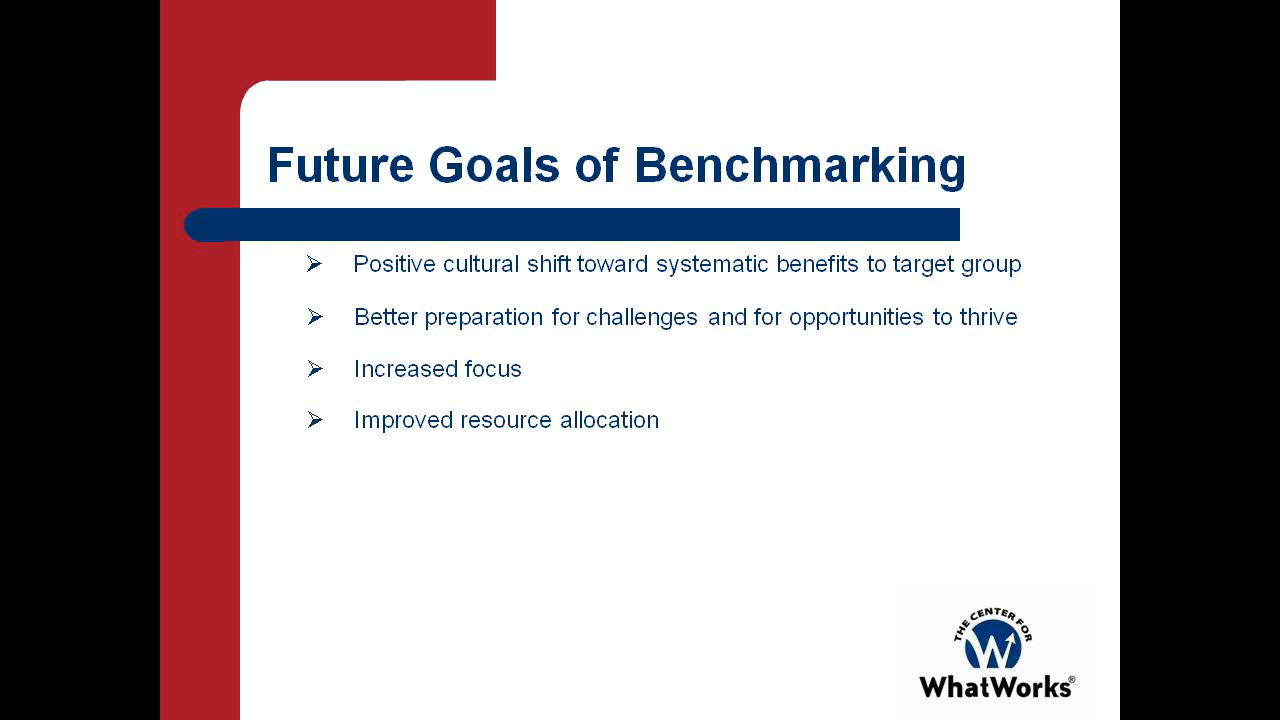 Future Goals of Benchmarking
Positive cultural shift toward systematic benefits to target group
Better preparation for challenges and for opportunities to thrive
Increased focus
Improved resource allocation
THE CENTER FOR
W
WhatWorks®